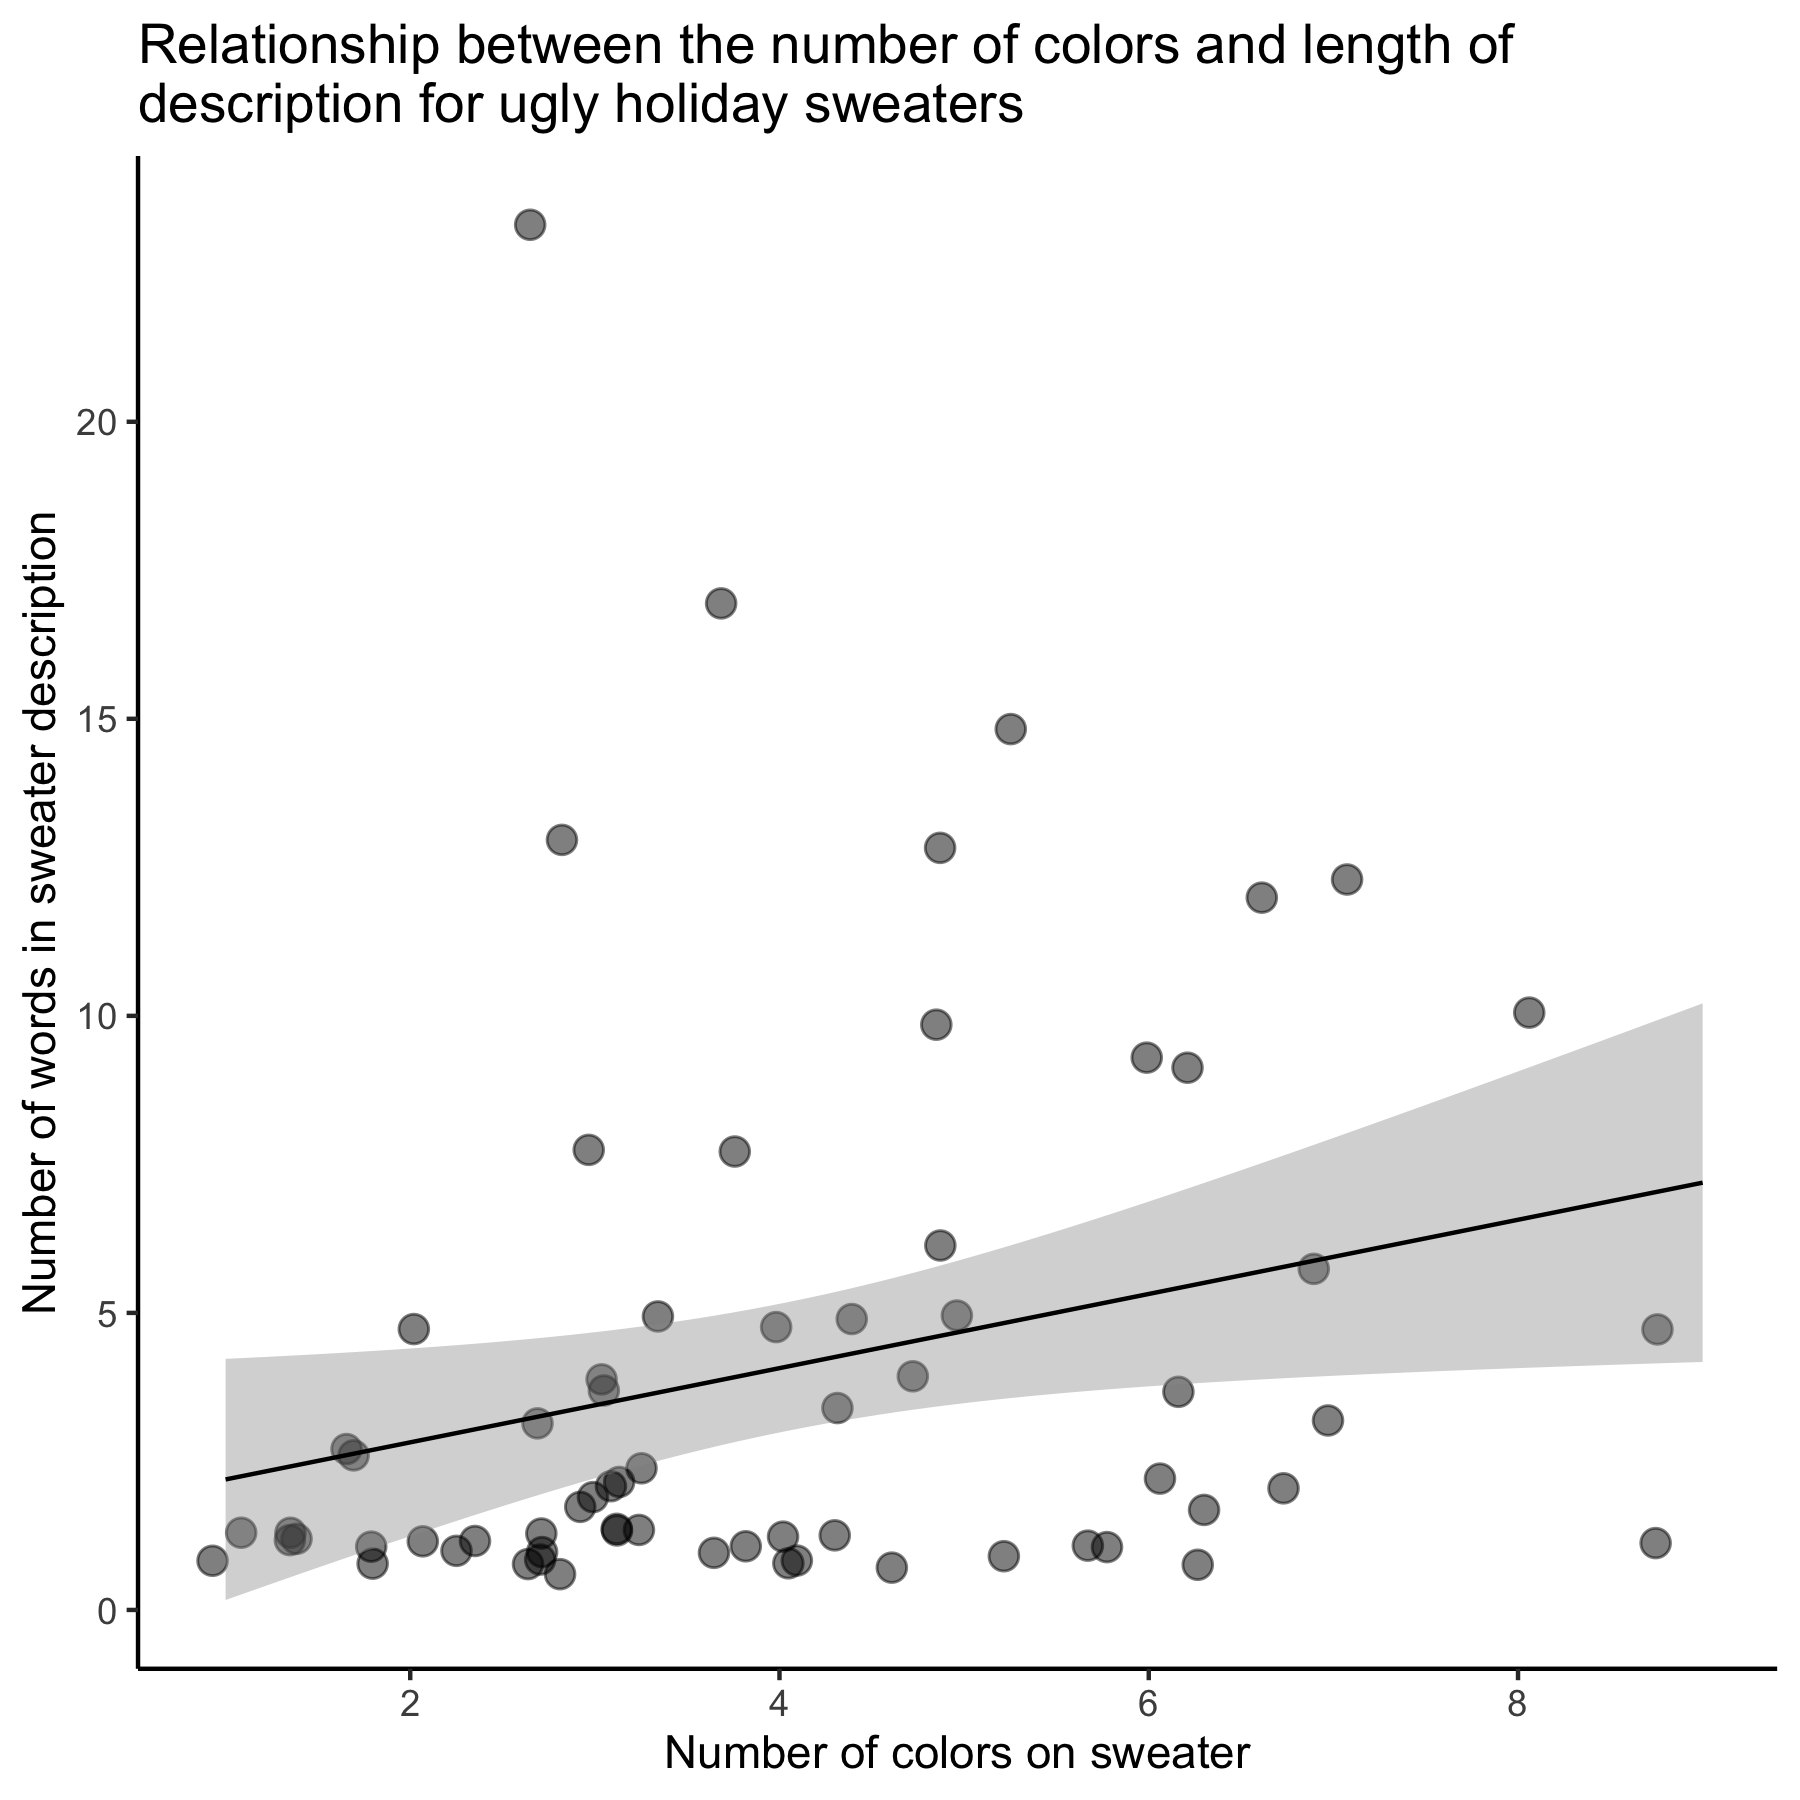 Relationship between the number of colors and length of
description for ugly holiday sweaters
Number of words in sweater description
20
15
10
5
0
2 4 6 8
Number of colors on sweater